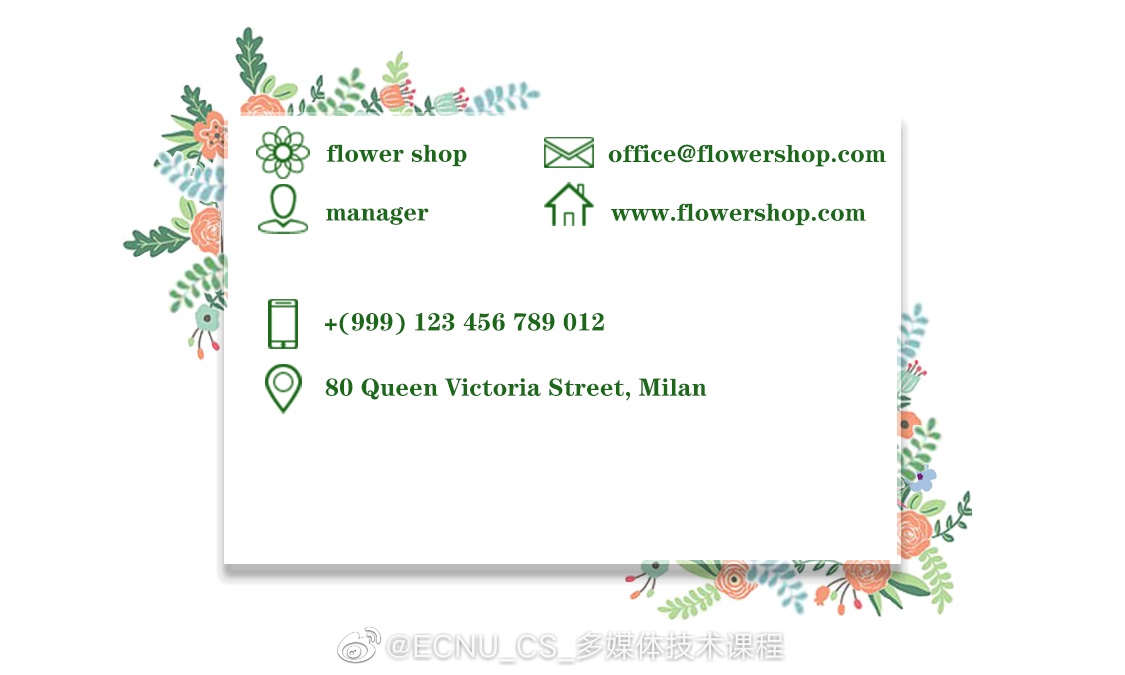 flower shop
office@flowershop.com
manager
www.flowershop.com
+(999) 123 456 789 012
80 Queen Victoria Street, Milan
@ECNU_CS_多媒体技术课程